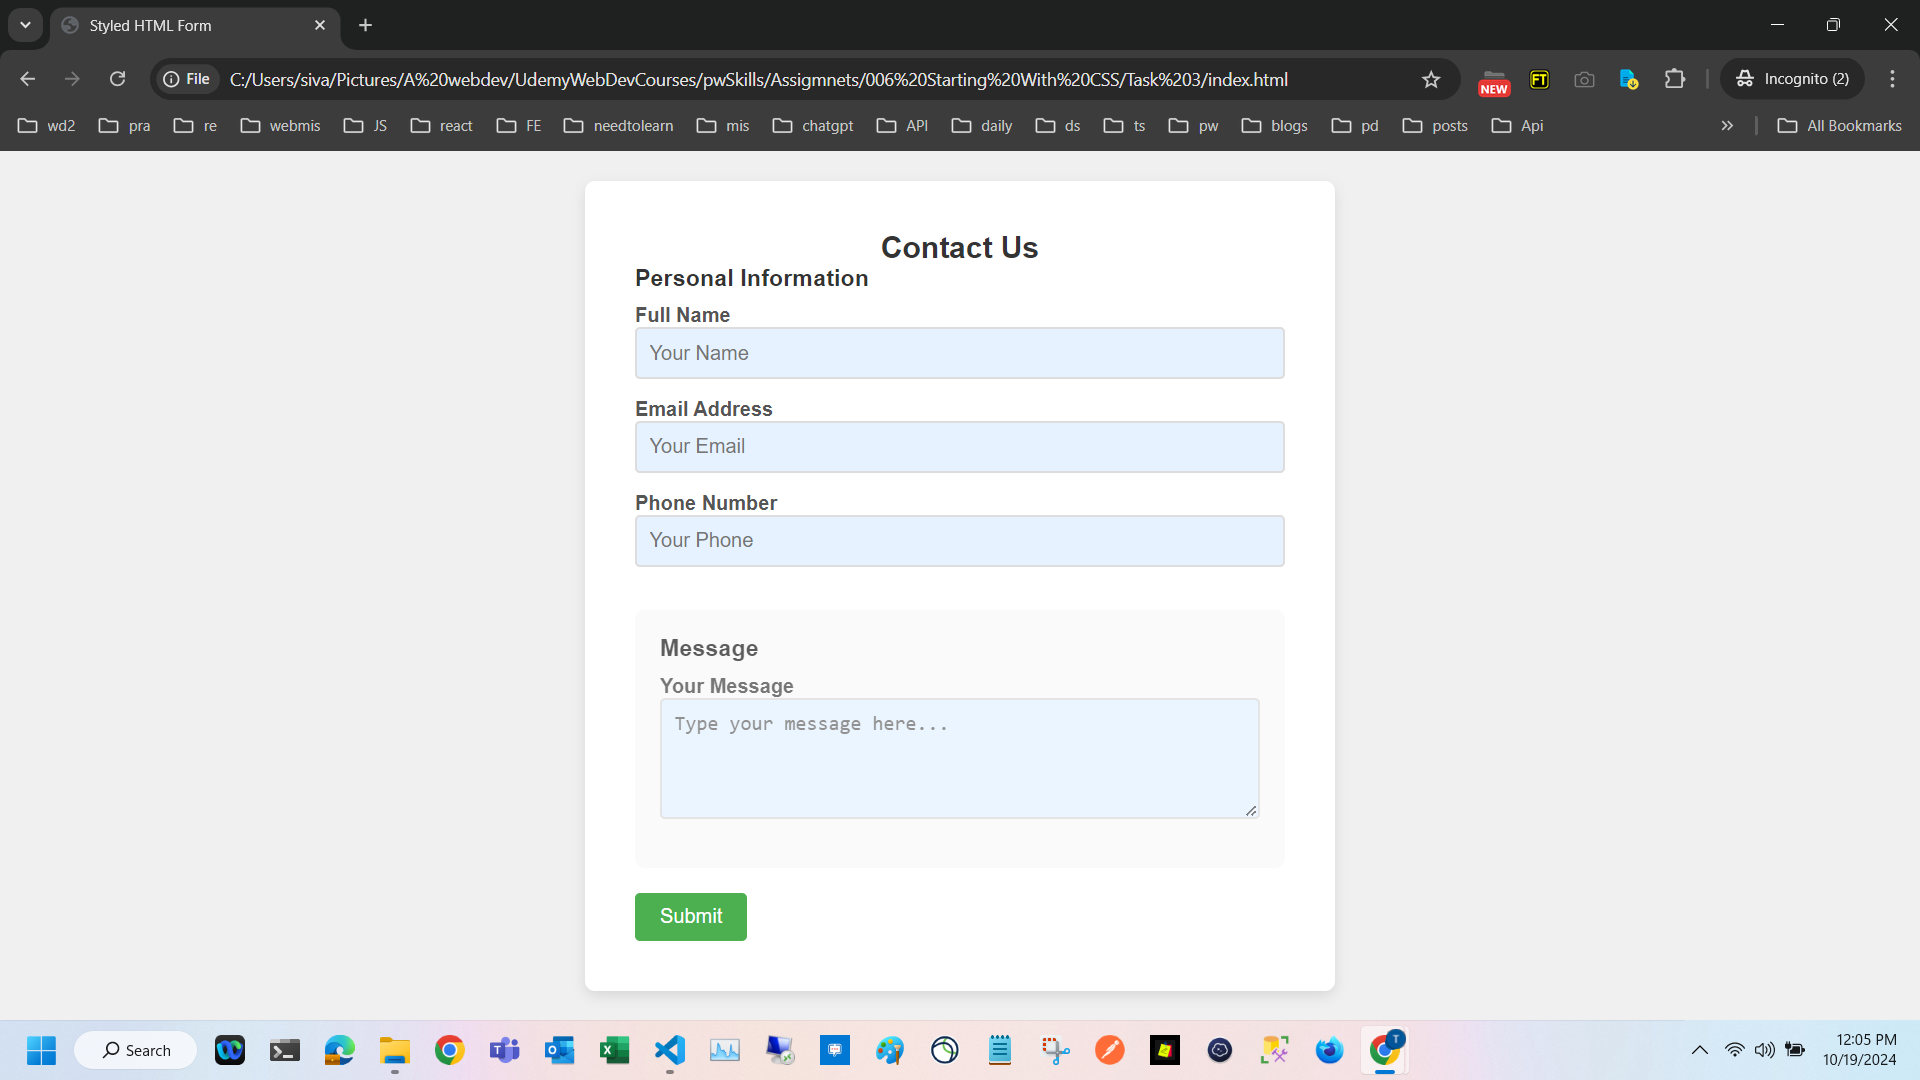 Styled HTML Form
File C:/Users/siva/Pictures/A%20webdev/UdemyWebDevCourses/pwSkills/Assigmnets/006%20Starting%20With%20CSS/Task%203/index.html NEW FT Incognito (2)
wd2 pra re webmis JS react FE needtolearn mis chatgpt API daily ds ts pw blogs pd posts Api All Bookmarks
Contact Us
Personal Information
Full Name
Your Name
Email Address
Your Email
Phone Number
Your Phone
Message
Your Message
Type your message here...
Submit
Search T 12:05 PM
10/19/2024